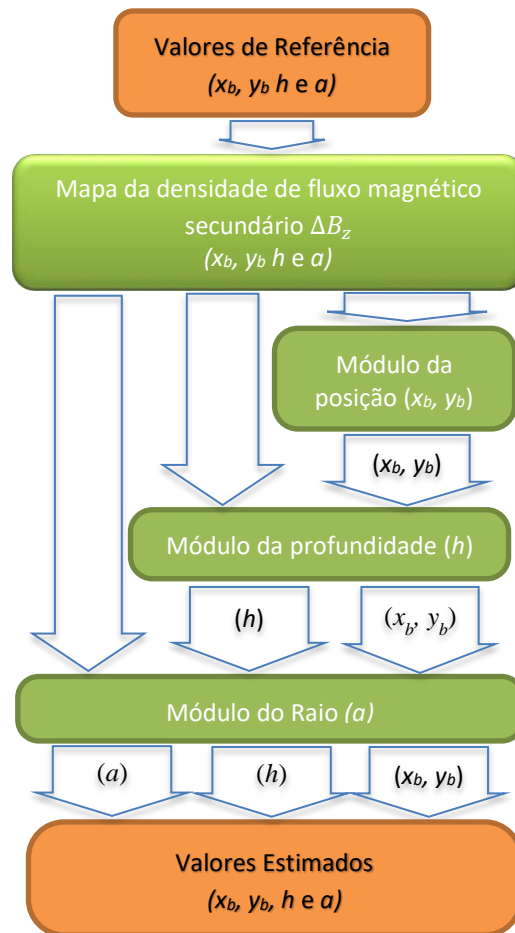 Valores de Referência
(xb, yb h e a)
Mapa da densidade de fluxo magnético
secundário ΔBz
(xb, yb h e a)
Módulo da
posição (xb, yb)
(xb, yb)
Módulo da profundidade (h)
(h)
(xb, yb)
Módulo do Raio (a)
(a)
(h)
(xb, yb)
Valores Estimados
(xb, yb, h e a)